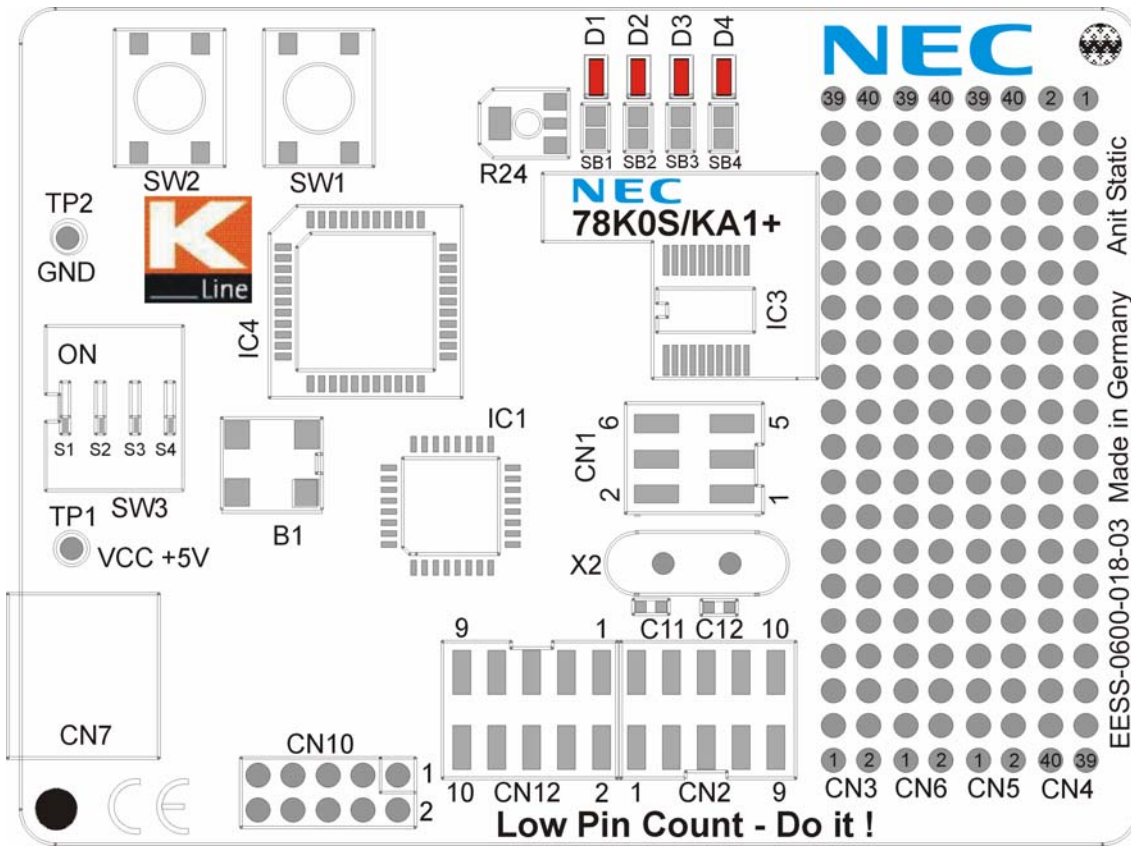 D1 D2 D3 D4
NEC
39 40 39 40 39 40 2 1
SW2 SW1
R24
SB1 SB2 SB3 SB4
NEC
78K0S/KA1+
TP2
GND
K
Line
IC4
IC3
ON
S1 S2 S3 S4
SW3
B1
IC1
CN1
6 5
2 1
TP1
VCC +5V
X2
C11 C12
9 1 10
CN7
CN10
1
2
10 CN12 2 1 CN2 9
1 2 1 2 1 2 40 39
CN3 CN6 CN5 CN4
CE
Low Pin Count - Do it !
EESS-0600-018-03 Made in Germany Anit Static